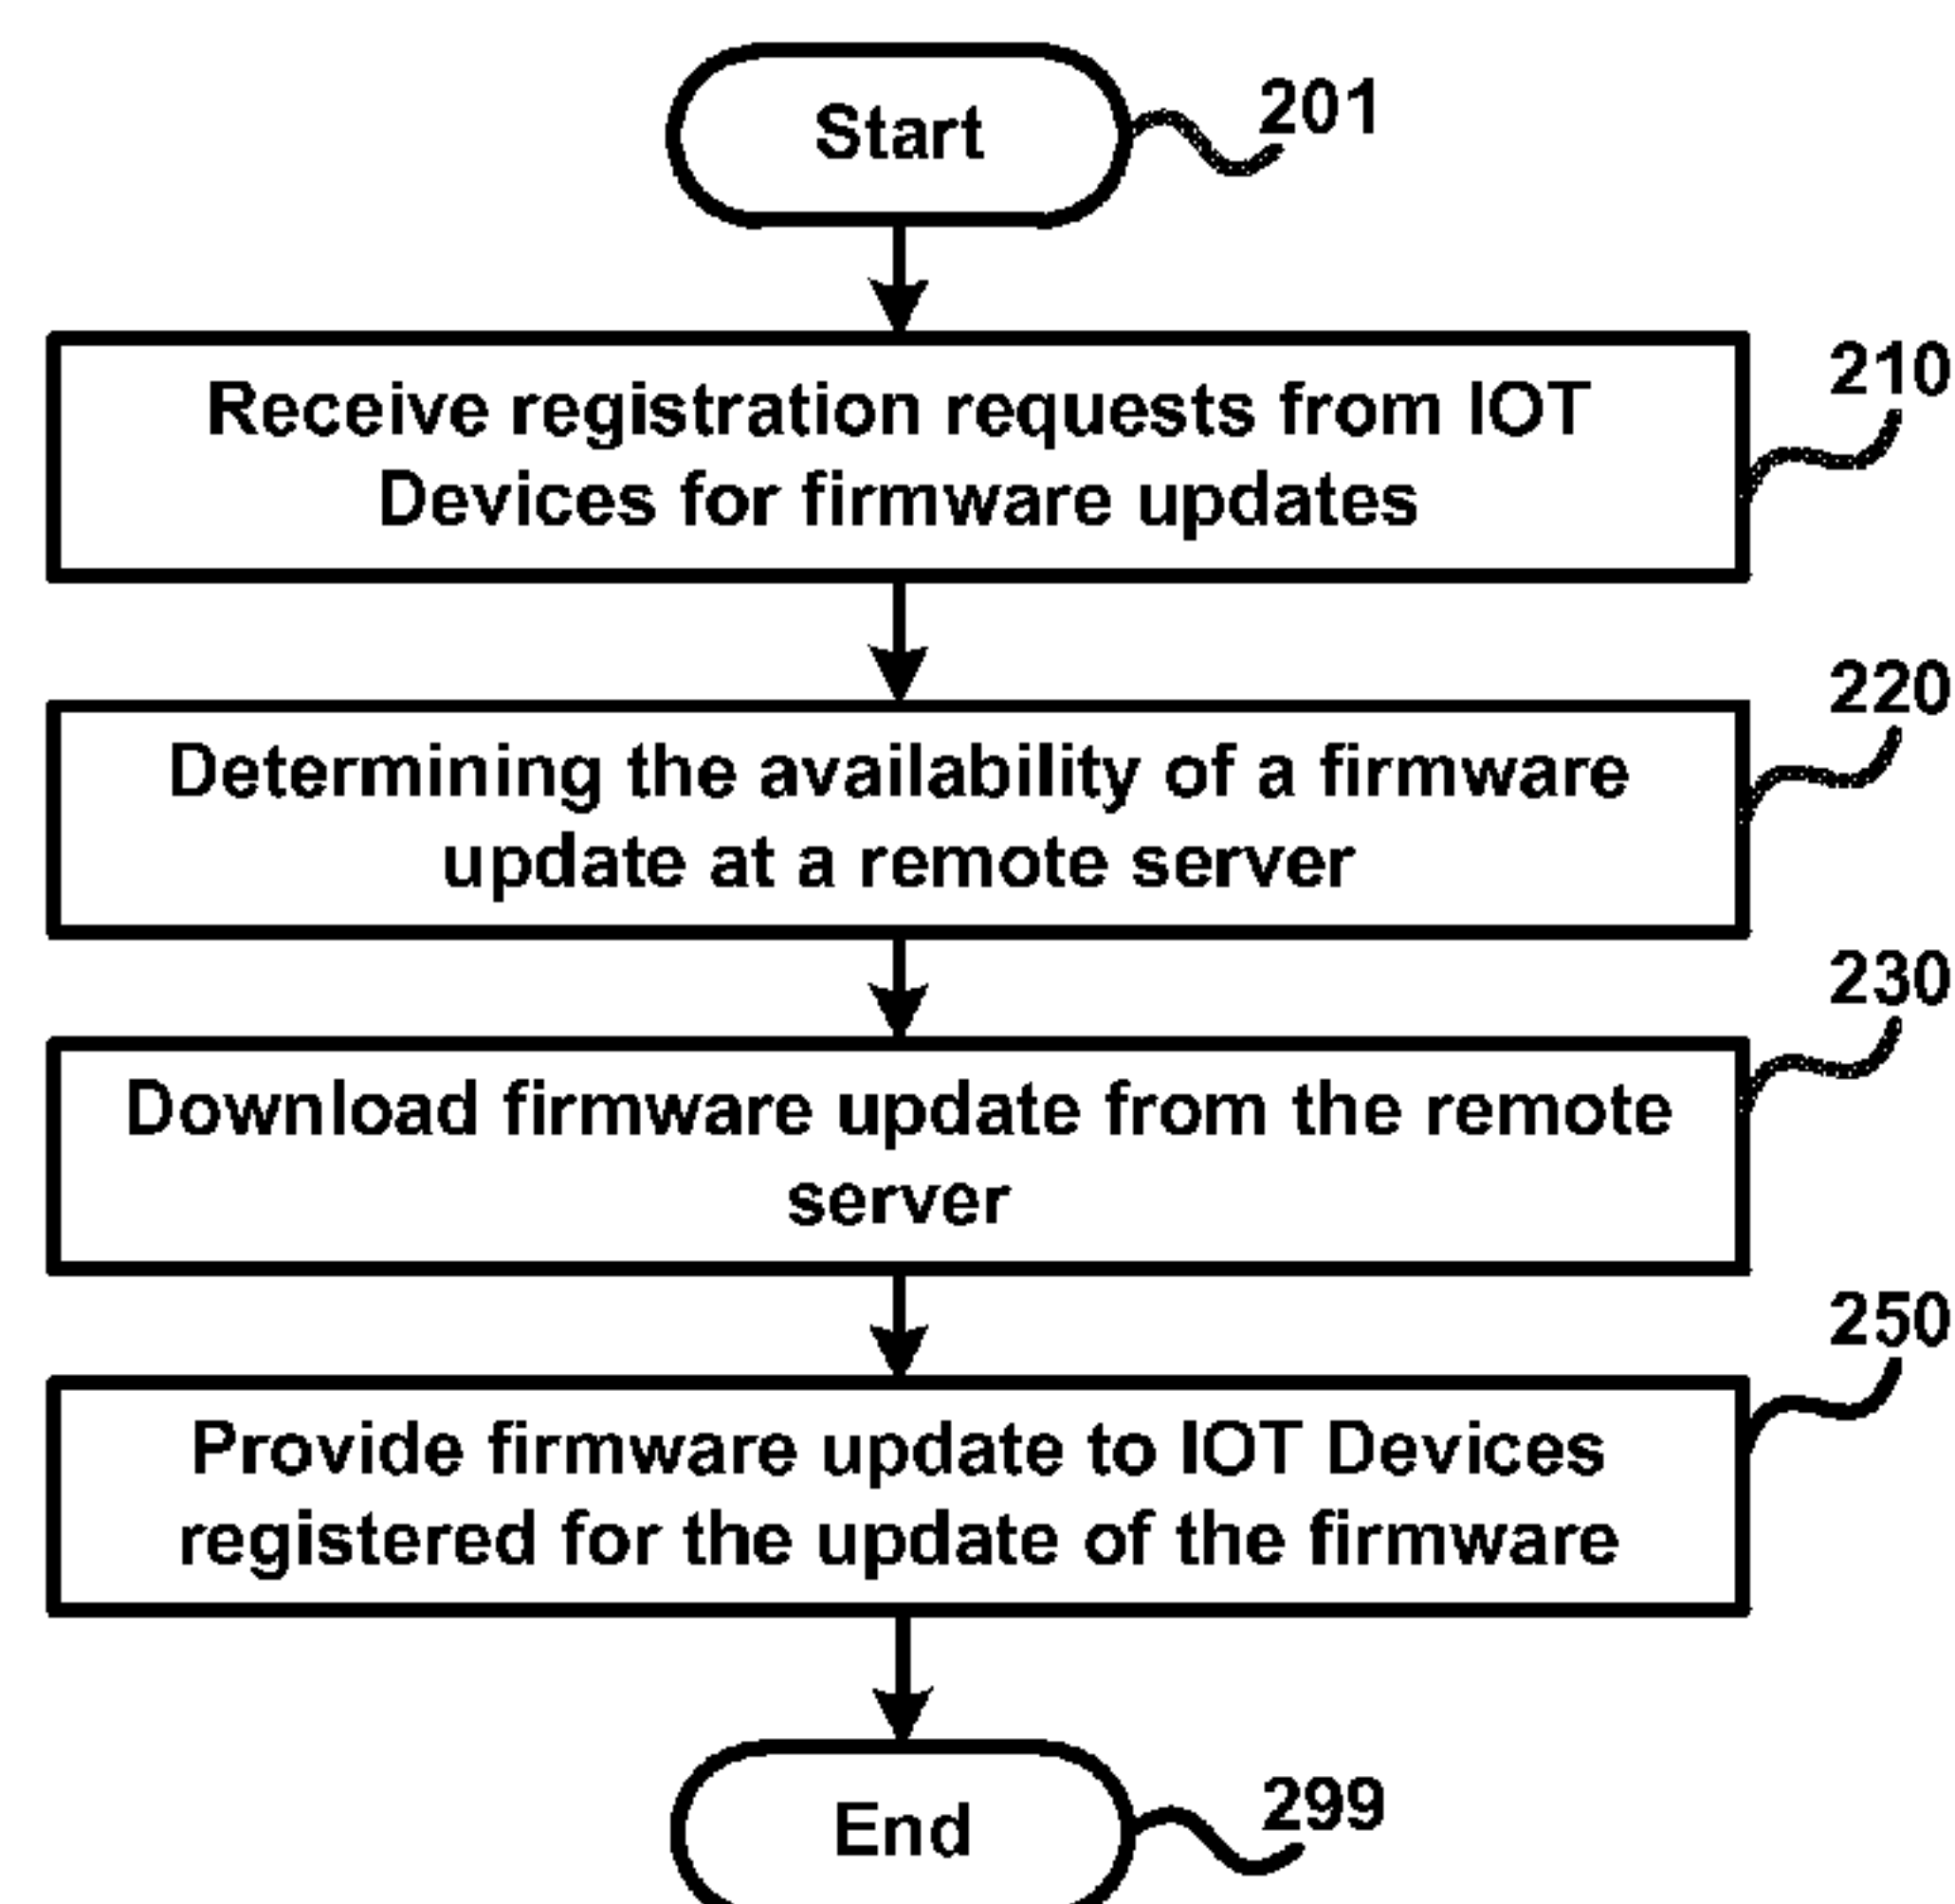 Start
201
Receive registration requests from IOT
Devices for firmware updates
210
Determining the availability of a firmware
update at a remote server
220
Download firmware update from the remote
server
230
Provide firmware update to IOT Devices
registered for the update of the firmware
250
End
299